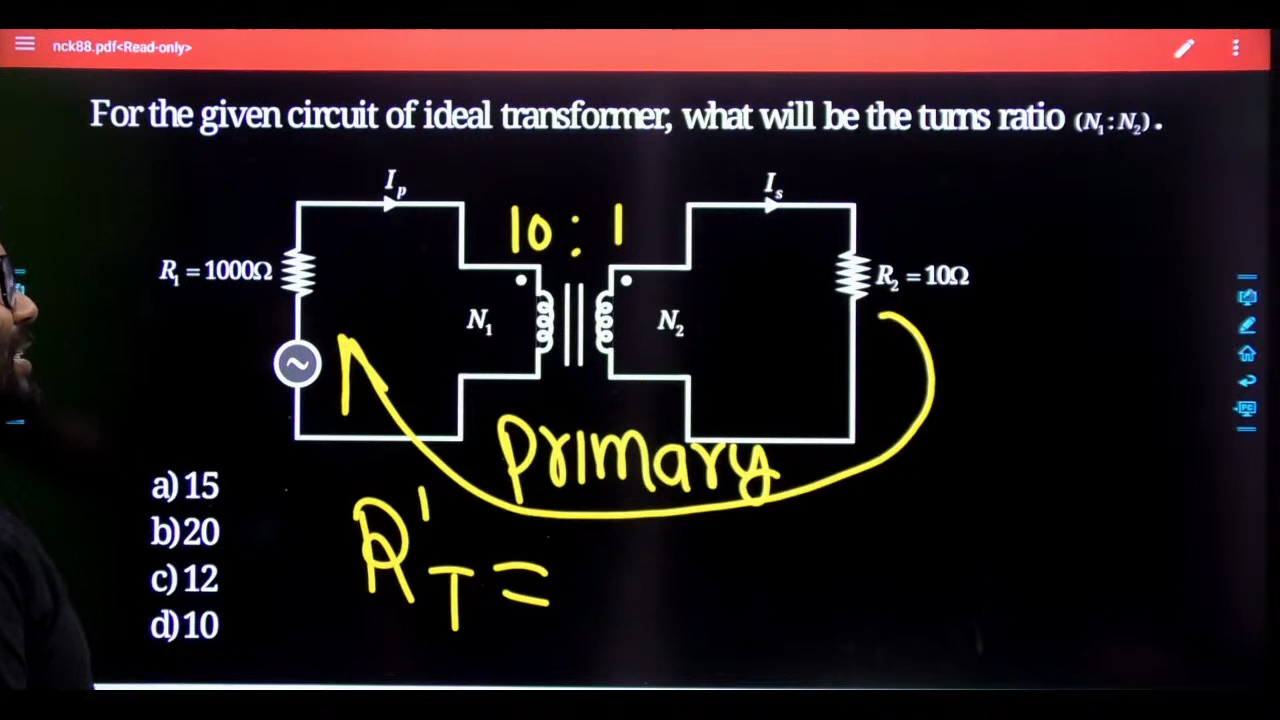 nck88.pdf<Read-only>
For the given circuit of ideal transformer, what will be the turns ratio (N₁:N₂).
Iₚ
Iₛ
10 : 1
R₁ = 1000Ω
R₂ = 10Ω
N₁
N₂
Primary
a) 15
b) 20
c) 12
d) 10
R'T =
PC